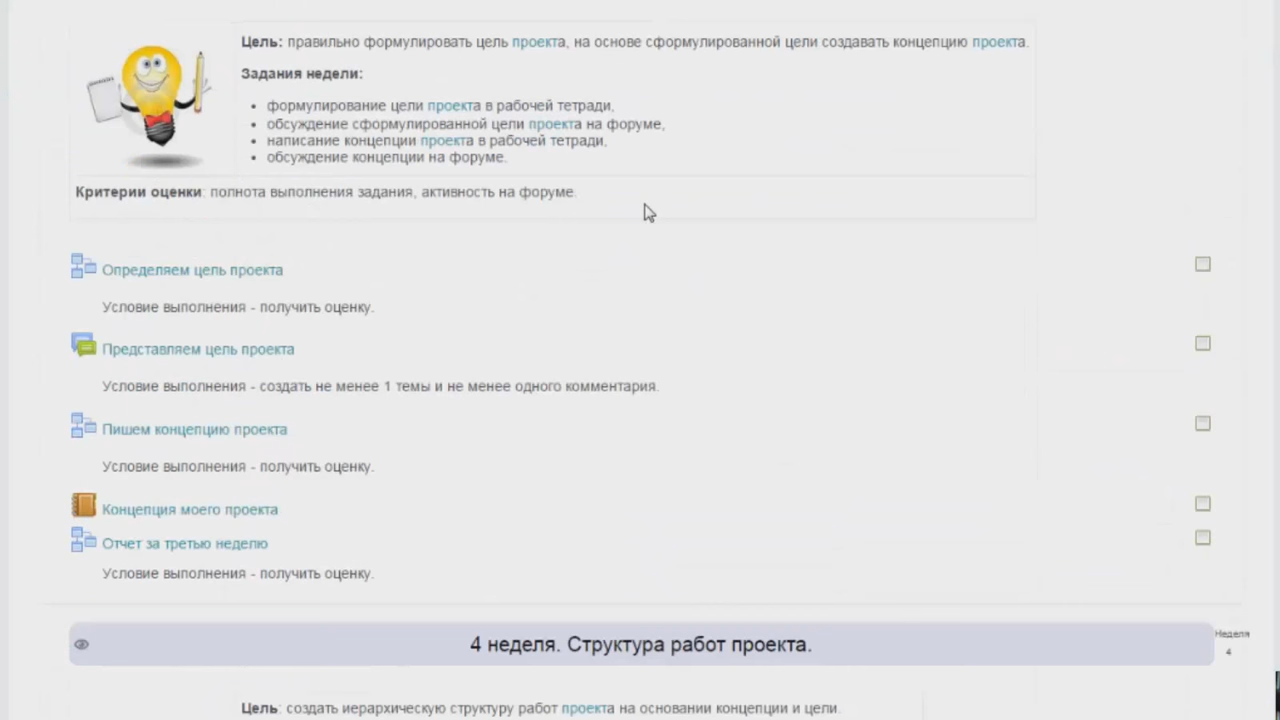 Цель: правильно формулировать цель проекта, на основе сформулированной цели создавать концепцию проекта.
Задания недели:
формулирование цели проекта в рабочей тетради,
обсуждение сформулированной цели проекта на форуме,
написание концепции проекта в рабочей тетради,
обсуждение концепции на форуме.
Критерии оценки: полнота выполнения задания, активность на форуме.
Определяем цель проекта
Условие выполнения - получить оценку.
Представляем цель проекта
Условие выполнения - создать не менее 1 темы и не менее одного комментария.
Пишем концепцию проекта
Условие выполнения - получить оценку.
Концепция моего проекта
Отчет за третью неделю
Условие выполнения - получить оценку.
4 неделя. Структура работ проекта.
Неделя
4
Цель: создать иерархическую структуру работ проекта на основании концепции и цели.